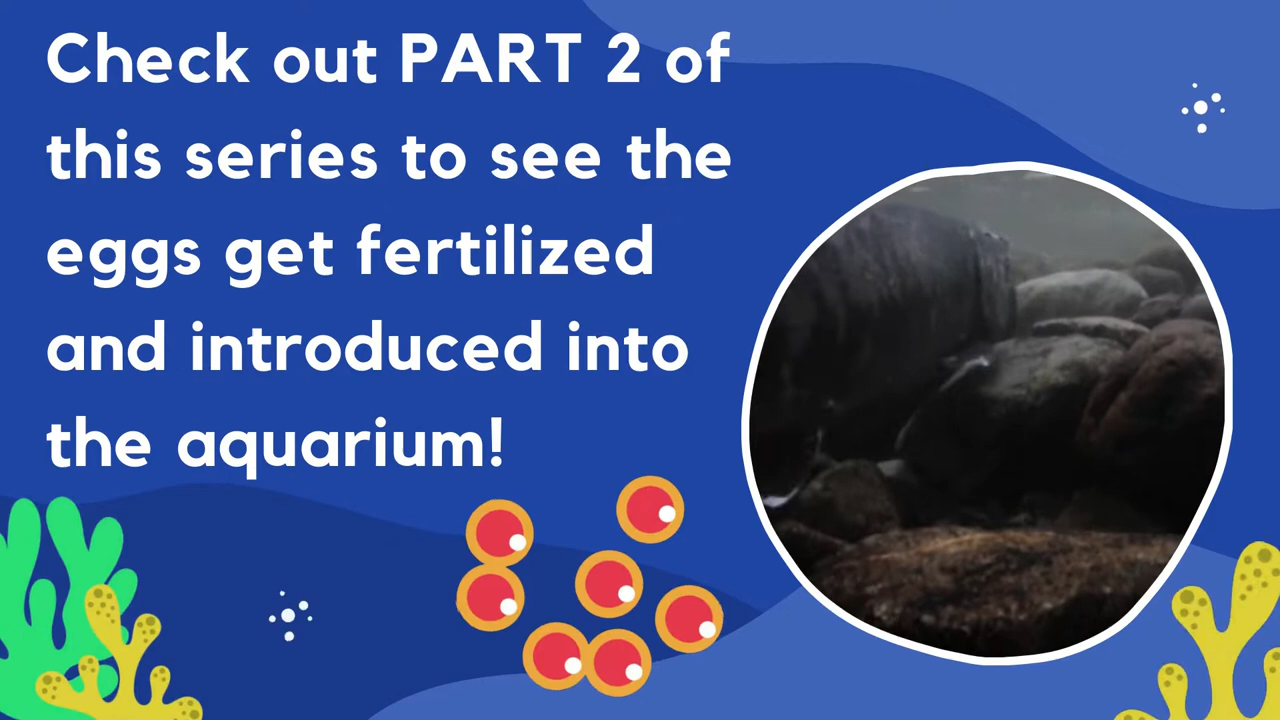 Check out PART 2 of
this series to see the
eggs get fertilized
and introduced into
the aquarium!